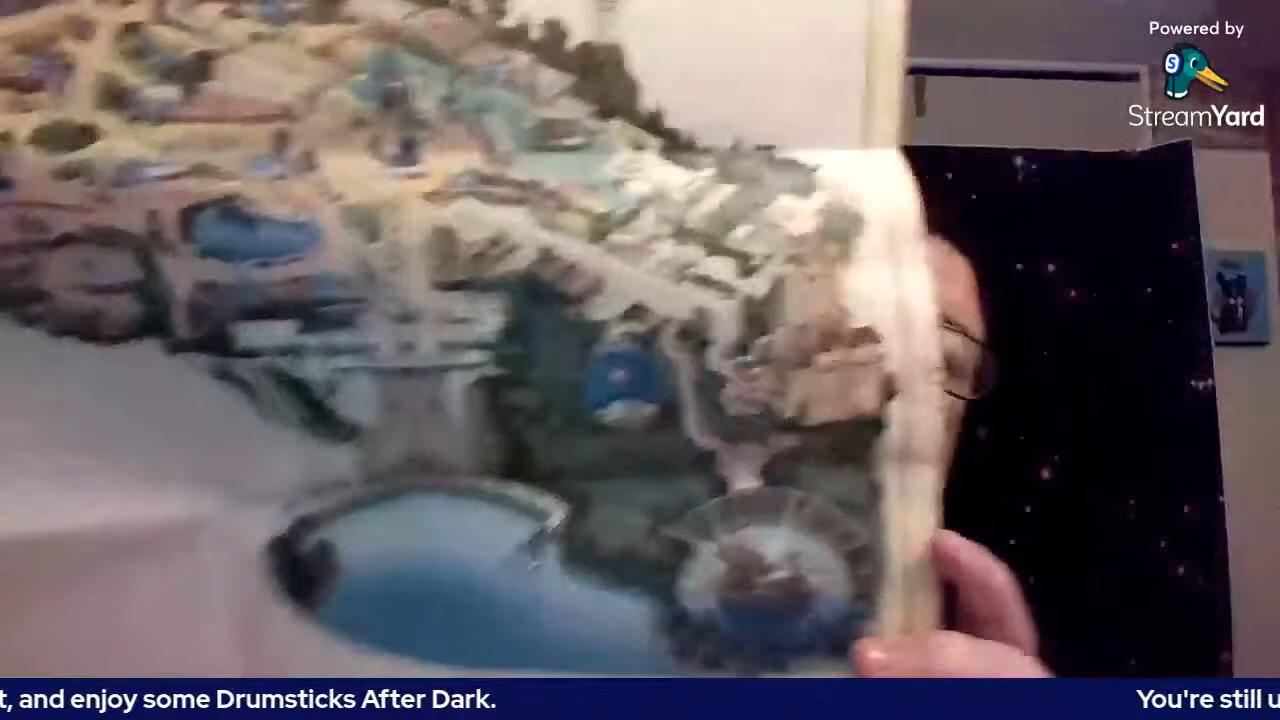 Powered by
StreamYard
t, and enjoy some Drumsticks After Dark.
You're still u